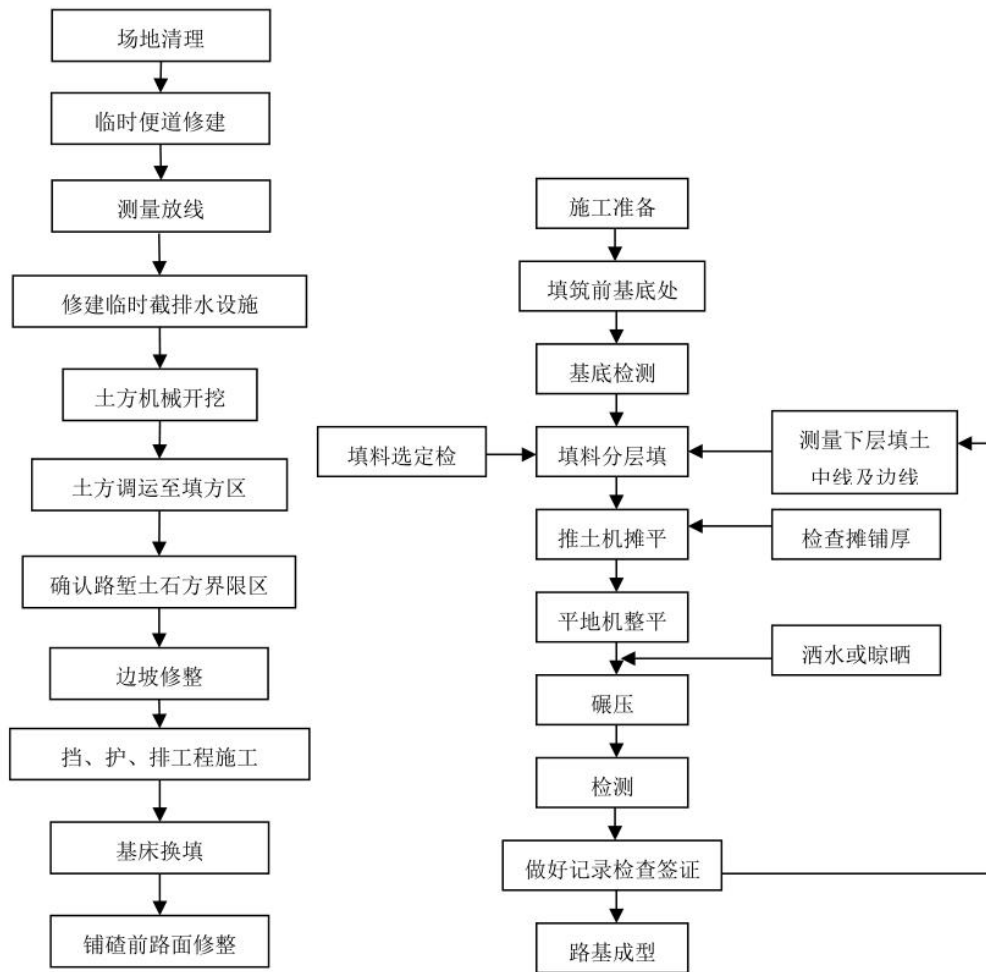 场地清理
临时便道修建
测量放线
修建临时截排水设施
土方机械开挖
土方调运至填方区
确认路堑土石方界限区
边坡修整
挡、护、排工程施工
基床换填
铺碴前路面修整
施工准备
填筑前基底处
基底检测
填料选定检
填料分层填
测量下层填土
中线及边线
推土机摊平
检查摊铺厚
平地机整平
洒水或晾晒
碾压
检测
做好记录检查签证
路基成型